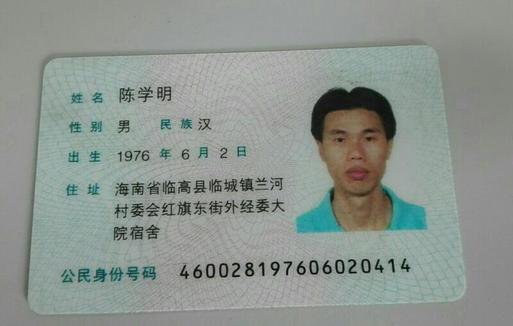 姓名 陈学明
性别 男 民族 汉
出生 1976 年 6 月 2 日
住址 海南省临高县临城镇兰河
村委会红旗东街外经委大
院宿舍
公民身份号码 460028197606020414